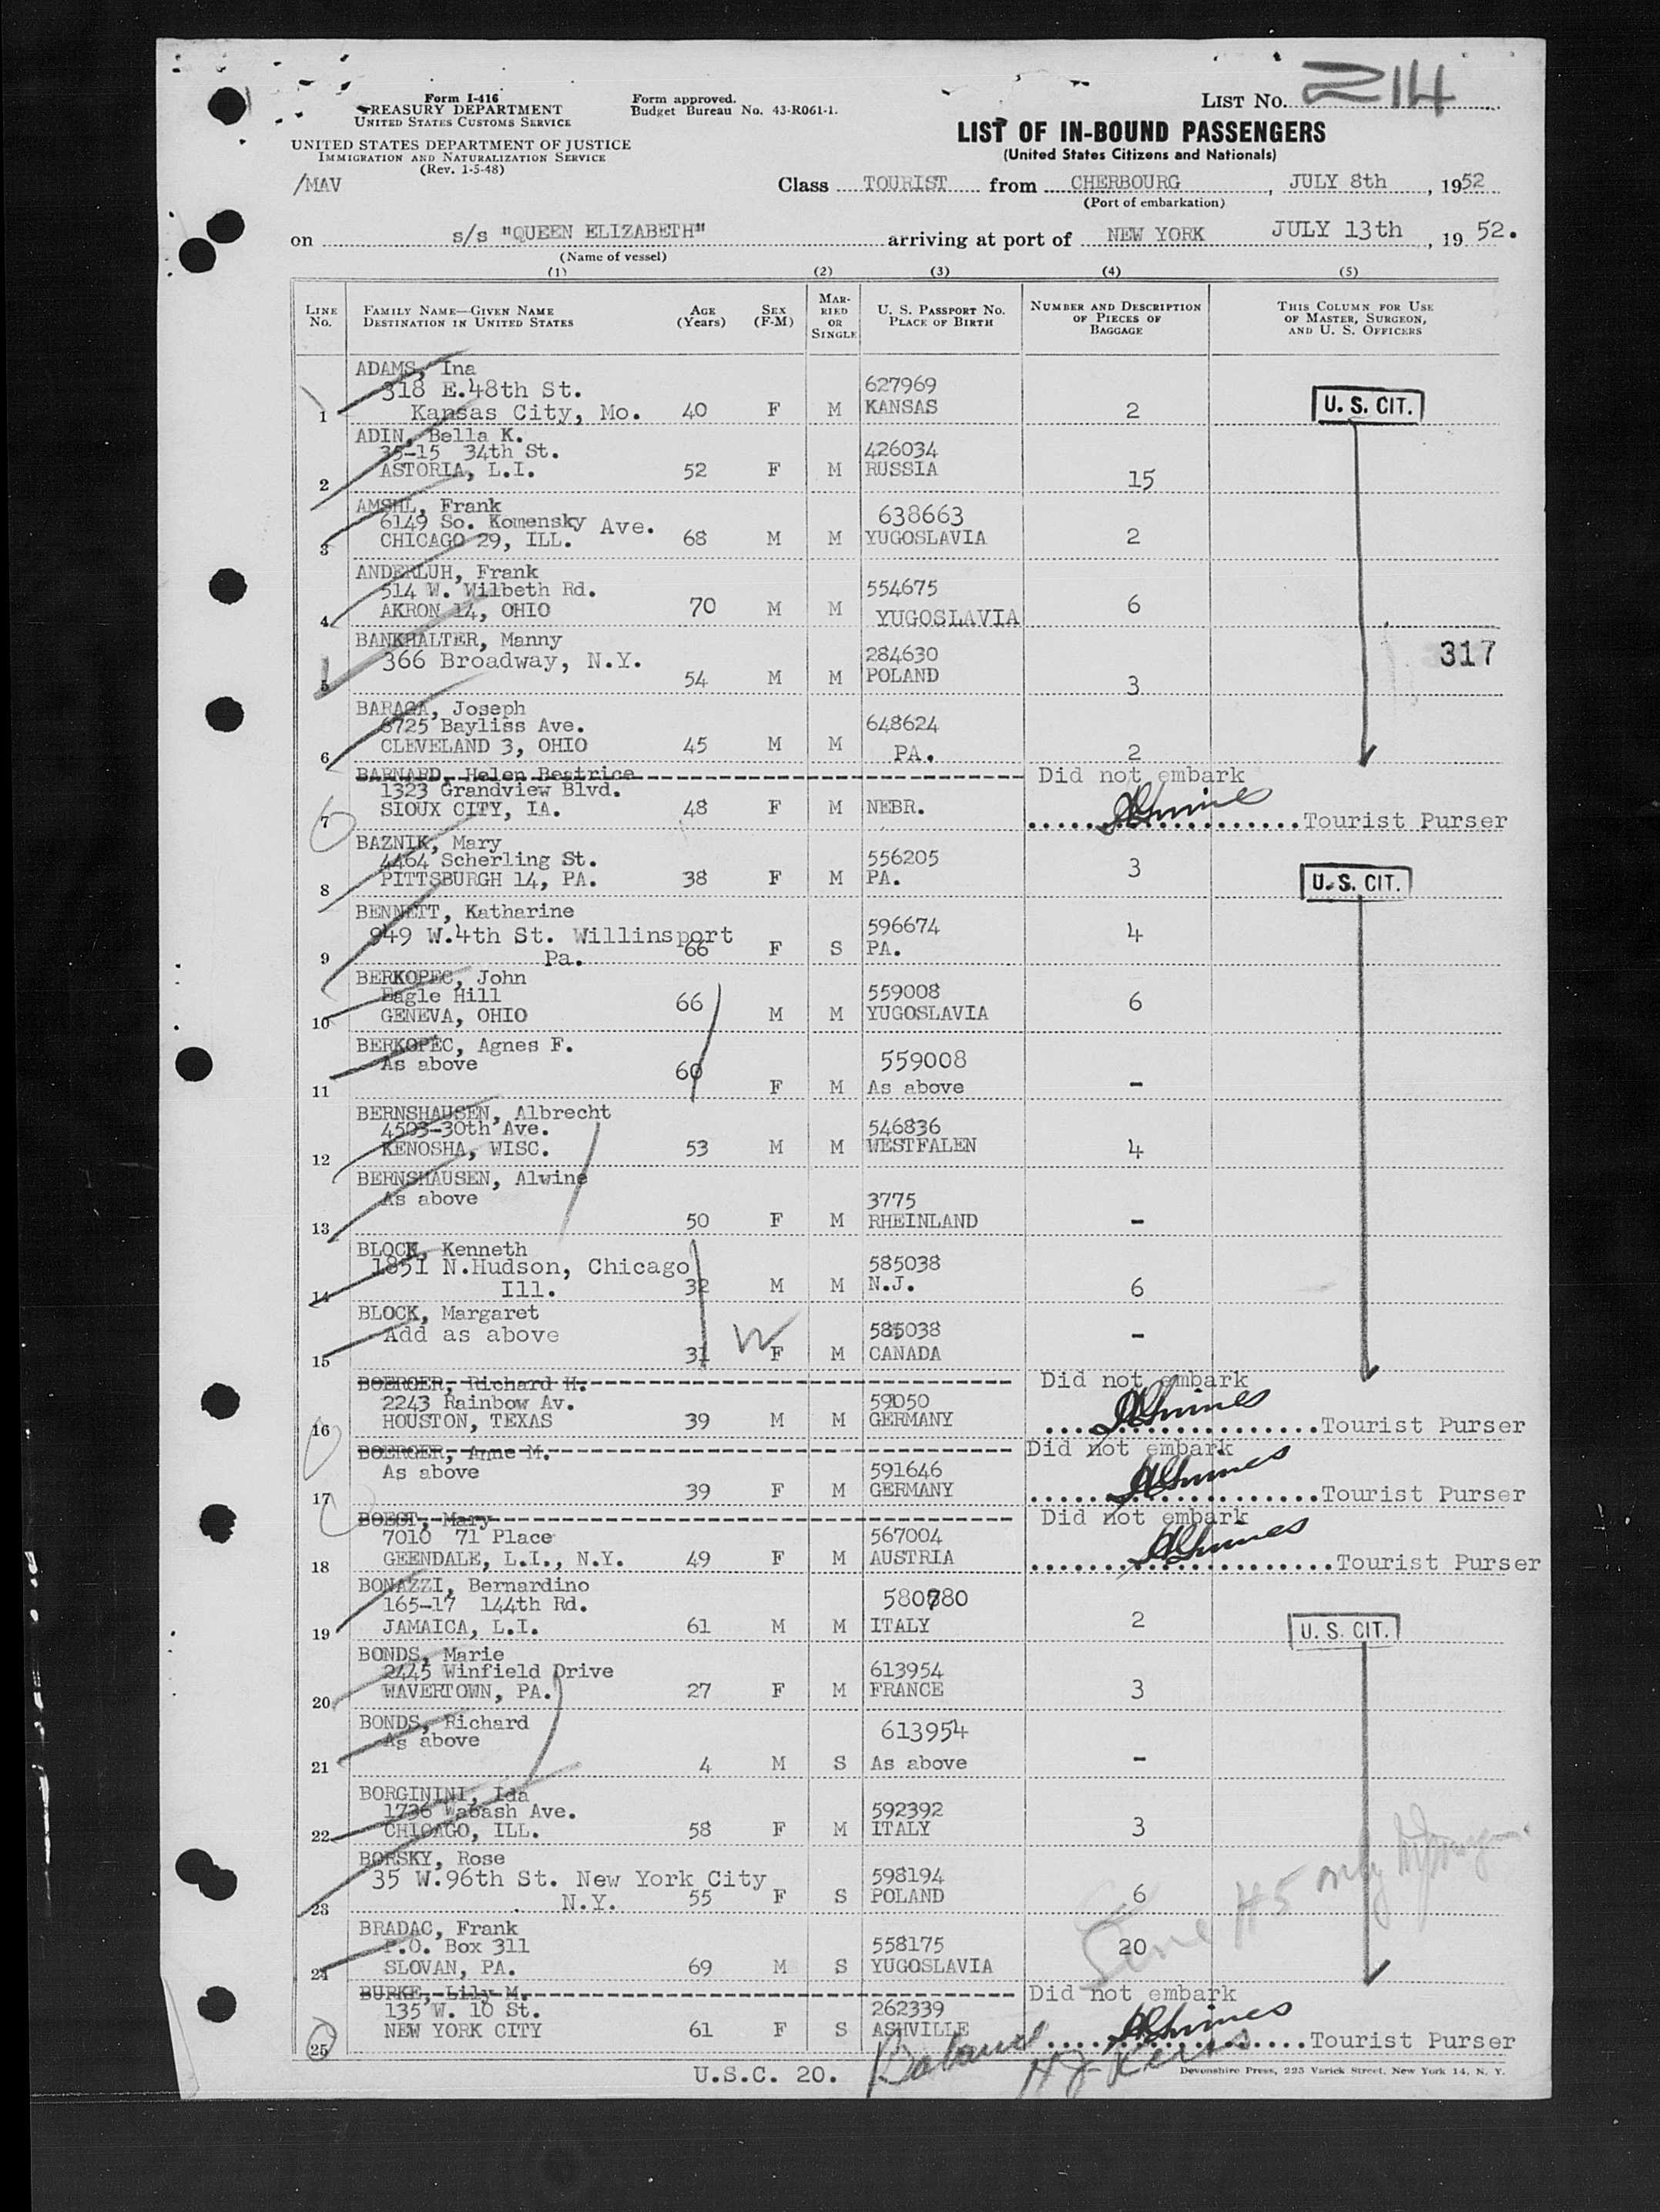 Form I-416
TREASURY DEPARTMENT
UNITED STATES CUSTOMS SERVICE
UNITED STATES DEPARTMENT OF JUSTICE
IMMIGRATION AND NATURALIZATION SERVICE
(Rev. 1-5-48)
Form approved.
Budget Bureau No. 43-R061-1.
LIST No. 214
LIST OF IN-BOUND PASSENGERS
(United States Citizens and Nationals)
/MAV
Class TOURIST from CHERBOURG, JULY 8th, 1952
(Port of embarkation)
on s/s "QUEEN ELIZABETH" arriving at port of NEW YORK JULY 13th, 19 52.
(Name of vessel)
(1) (2) (3) (4) (5)
LINE No.
FAMILY NAME—GIVEN NAME
DESTINATION IN UNITED STATES
AGE (Years)
SEX (F-M)
MAR-RIED OR SINGLE
U. S. PASSPORT No.
PLACE OF BIRTH
NUMBER AND DESCRIPTION OF PIECES OF BAGGAGE
THIS COLUMN FOR USE OF MASTER, SURGEON, AND U. S. OFFICERS
ADAMS, Ina
318 E.48th St. 627969
1 Kansas City, Mo. 40 F M KANSAS 2 U. S. CIT.
ADIN, Bella K.
35-15 34th St. 426034
2 ASTORIA, L.I. 52 F M RUSSIA 15
AMSHL, Frank
6149 So. Komensky Ave. 638663
3 CHICAGO 29, ILL. 68 M M YUGOSLAVIA 2
ANDERLUH, Frank
514 W. Wilbeth Rd. 554675
4 AKRON 14, OHIO 70 M M YUGOSLAVIA 6
BANKHALTER, Manny
366 Broadway, N.Y. 284630 317
5 54 M M POLAND 3
BARAGA, Joseph
6725 Bayliss Ave. 648624
6 CLEVELAND 3, OHIO 45 M M PA. 2
BARNARD, Helen Beatrice Did not embark
1323 Grandview Blvd.
7 SIOUX CITY, IA. 48 F M NEBR. Tourist Purser
BAZNIK, Mary
4464 Scherling St. 556205
8 PITTSBURGH 14, PA. 38 F M PA. 3 U. S. CIT.
BENNETT, Katharine
949 W.4th St. Willinsport 596674
9 Pa. 66 F S PA. 4
BERKOPEC, John
Eagle Hill 559008
10 GENEVA, OHIO 66 M M YUGOSLAVIA 6
BERKOPEC, Agnes F.
As above 559008
11 60 F M As above -
BERNSHAUSEN, Albrecht
4503-30th Ave. 546836
12 KENOSHA, WISC. 53 M M WESTFALEN 4
BERNSHAUSEN, Alwine
As above 3775
13 50 F M RHEINLAND -
BLOCK, Kenneth
1851 N.Hudson, Chicago 585038
14 Ill. 32 M M N.J. 6
BLOCK, Margaret
Add as above 585038
15 31 W F M CANADA -
BOERGER, Richard H. Did not embark
2243 Rainbow Av.
16 HOUSTON, TEXAS 39 M M GERMANY Tourist Purser
BOERGER, Anne M. Did not embark
As above 591646
17 39 F M GERMANY Tourist Purser
Mary Did not embark
7010 71 Place 567004
18 GEENDALE, L.I., N.Y. 49 F M AUSTRIA Tourist Purser
BONAZZI, Bernardino
165-17 144th Rd. 580780
19 JAMAICA, L.I. 61 M M ITALY 2 U. S. CIT.
BONDS, Marie
2445 Winfield Drive 613954
20 WAVERTOWN, PA. 27 F M FRANCE 3
BONDS, Richard
As above 613954
21 4 M S As above -
BORGININI, Ida
1736 Wabash Ave. 592392
22 CHICAGO, ILL. 58 F M ITALY 3
BORSKY, Rose
35 W.96th St. New York City 598194
23 N.Y. 55 F S POLAND 6
Line #5 only
BRADAC, Frank
P.O. Box 311 558175
24 SLOVAN, PA. 69 M S YUGOSLAVIA 20
BURKE, Lily M. Did not embark
135 W. 16 St. 262339
25 NEW YORK CITY 61 F S ASHVILLE Tourist Purser
U.S.C. 20. Balance
Devonshire Press, 225 Varick Street, New York 14, N. Y.